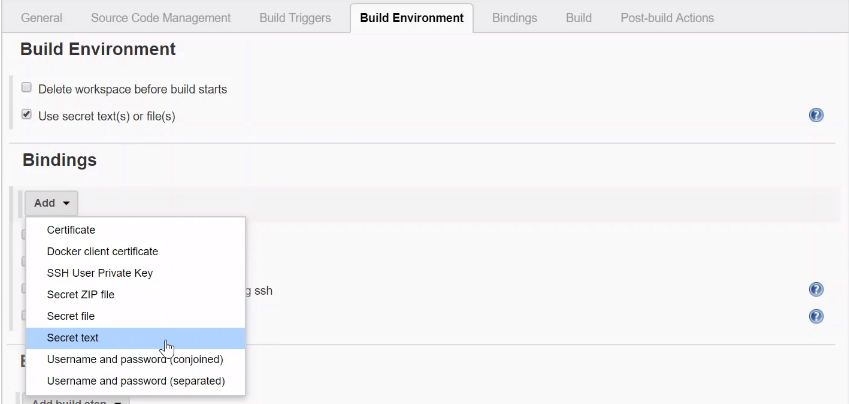 General Source Code Management Build Triggers Build Environment Bindings Build Post-build Actions
Build Environment
Delete workspace before build starts
Use secret text(s) or file(s)
Bindings
Add
Certificate
Docker client certificate
SSH User Private Key
Secret ZIP file
ssh
Secret file
Secret text
Username and password (conjoined)
Username and password (separated)
Add build step